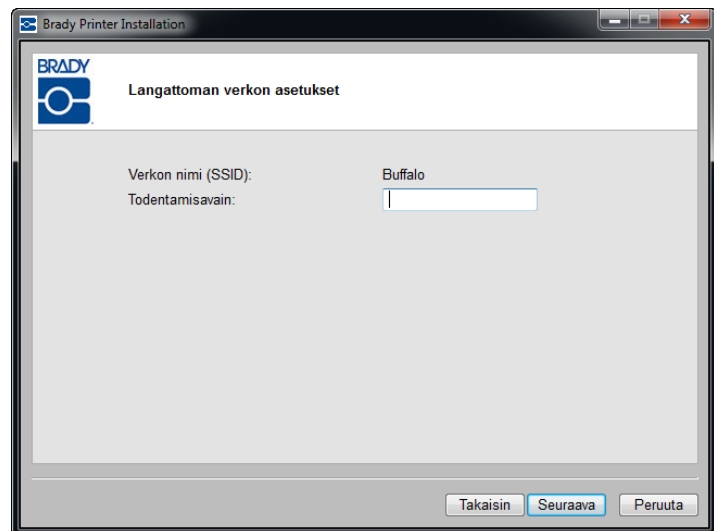 Brady Printer Installation
BRADY
Langattoman verkon asetukset
Verkon nimi (SSID): Buffalo
Todentamisavain:
Takaisin Seuraava Peruuta